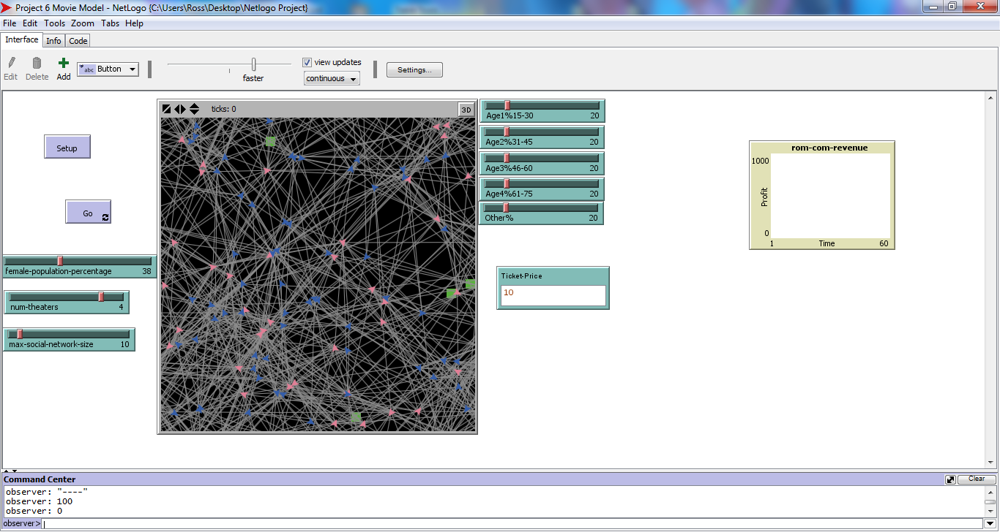 Project 6 Movie Model - NetLogo {C:\Users\Ross\Desktop\Netlogo Project}
File Edit Tools Zoom Tabs Help
Interface Info Code
Edit Delete Add abc Button faster view updates continuous Settings...
ticks: 0 3D
Setup
Go
female-population-percentage 38
num-theaters 4
max-social-network-size 10
Age1%15-30 20
Age2%31-45 20
Age3%46-60 20
Age4%61-75 20
Other% 20
Ticket-Price
10
rom-com-revenue
1000
Profit
0
1 Time 60
Command Center Clear
observer: "----"
observer: 100
observer: 0
observer>